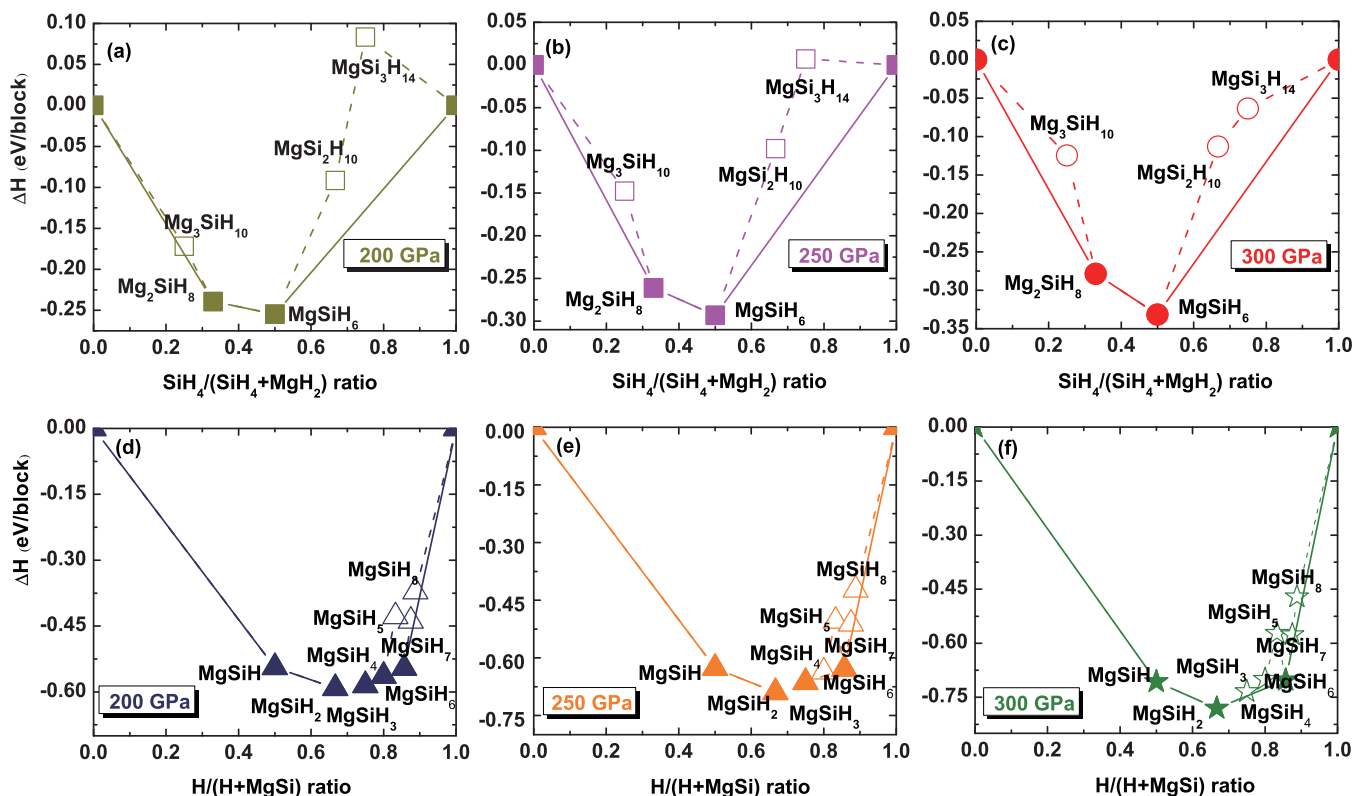 (a)
0.10
0.05
0.00
-0.05
-0.10
-0.15
-0.20
-0.25
ΔH (eV/block)
MgSi₃H₁₄
MgSi₂H₁₀
Mg₃SiH₁₀
Mg₂SiH₈
MgSiH₆
200 GPa
0.0 0.2 0.4 0.6 0.8 1.0
SiH₄/(SiH₄+MgH₂) ratio
(b)
0.05
0.00
-0.05
-0.10
-0.15
-0.20
-0.25
-0.30
MgSi₃H₁₄
Mg₃SiH₁₀
MgSi₂H₁₀
250 GPa
Mg₂SiH₈
MgSiH₆
0.0 0.2 0.4 0.6 0.8 1.0
SiH₄/(SiH₄+MgH₂) ratio
(c)
0.05
0.00
-0.05
-0.10
-0.15
-0.20
-0.25
-0.30
-0.35
MgSi₃H₁₄
Mg₃SiH₁₀
MgSi₂H₁₀
300 GPa
Mg₂SiH₈
MgSiH₆
0.0 0.2 0.4 0.6 0.8 1.0
SiH₄/(SiH₄+MgH₂) ratio
(d)
0.00
-0.15
-0.30
-0.45
-0.60
ΔH (eV/block)
MgSiH₈
MgSiH₅
MgSiH₇
MgSiH₄
MgSiH
MgSiH₆
MgSiH₂
MgSiH₃
200 GPa
0.0 0.2 0.4 0.6 0.8 1.0
H/(H+MgSi) ratio
(e)
0.00
-0.15
-0.30
-0.45
-0.60
-0.75
MgSiH₈
MgSiH₅
MgSiH₇
MgSiH₄
MgSiH
MgSiH₆
MgSiH₂
MgSiH₃
250 GPa
0.0 0.2 0.4 0.6 0.8 1.0
H/(H+MgSi) ratio
(f)
0.00
-0.15
-0.30
-0.45
-0.60
-0.75
MgSiH₈
MgSiH₅
MgSiH₇
MgSiH
MgSiH₃
MgSiH₆
MgSiH₂
MgSiH₄
300 GPa
0.0 0.2 0.4 0.6 0.8 1.0
H/(H+MgSi) ratio